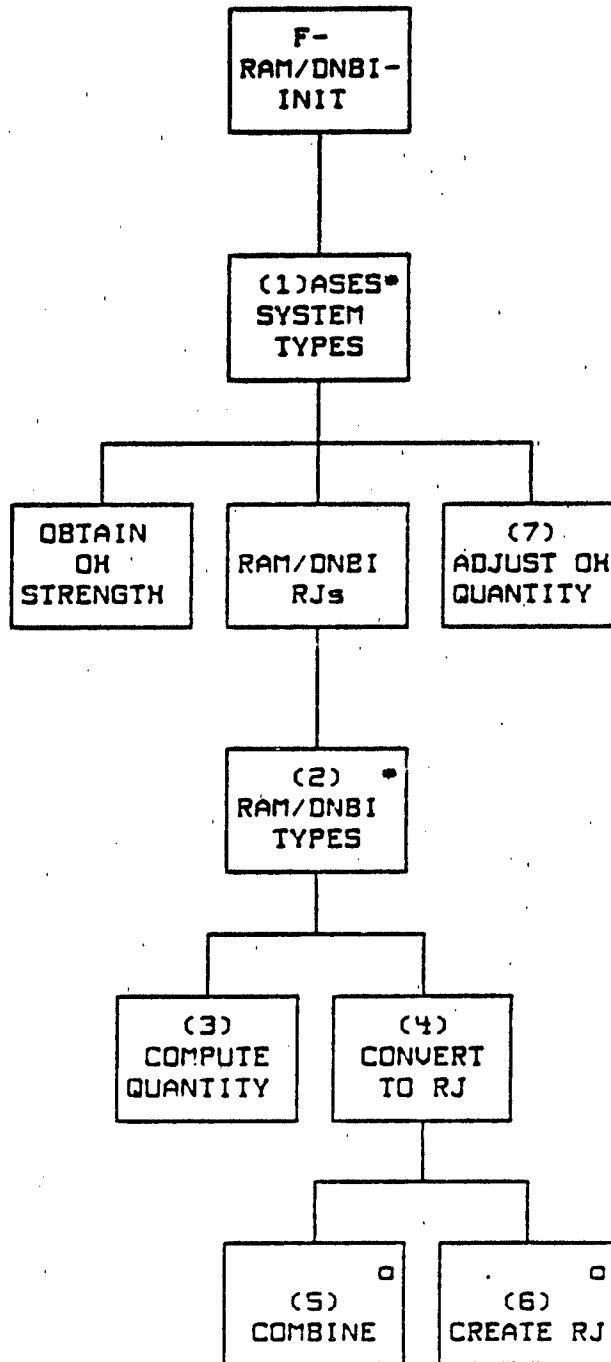 F-
RAM/DNBI-
INIT
(1)ASES*
SYSTEM
TYPES
OBTAIN
OH
STRENGTH
RAM/DNBI
RJs
(7)
ADJUST OH
QUANTITY
(2) *
RAM/DNBI
TYPES
(3)
COMPUTE
QUANTITY
(4)
CONVERT
TO RJ
o
(5)
COMBINE
o
(6)
CREATE RJ